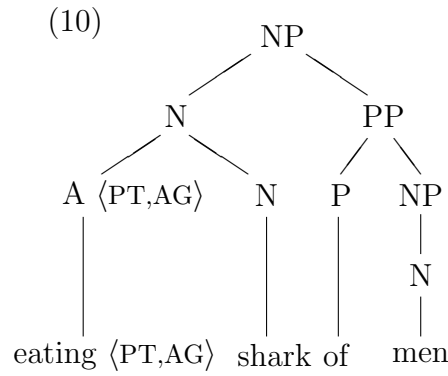 (10)
NP
N PP
A ⟨PT,AG⟩ N P NP
N
eating ⟨PT,AG⟩ shark of men